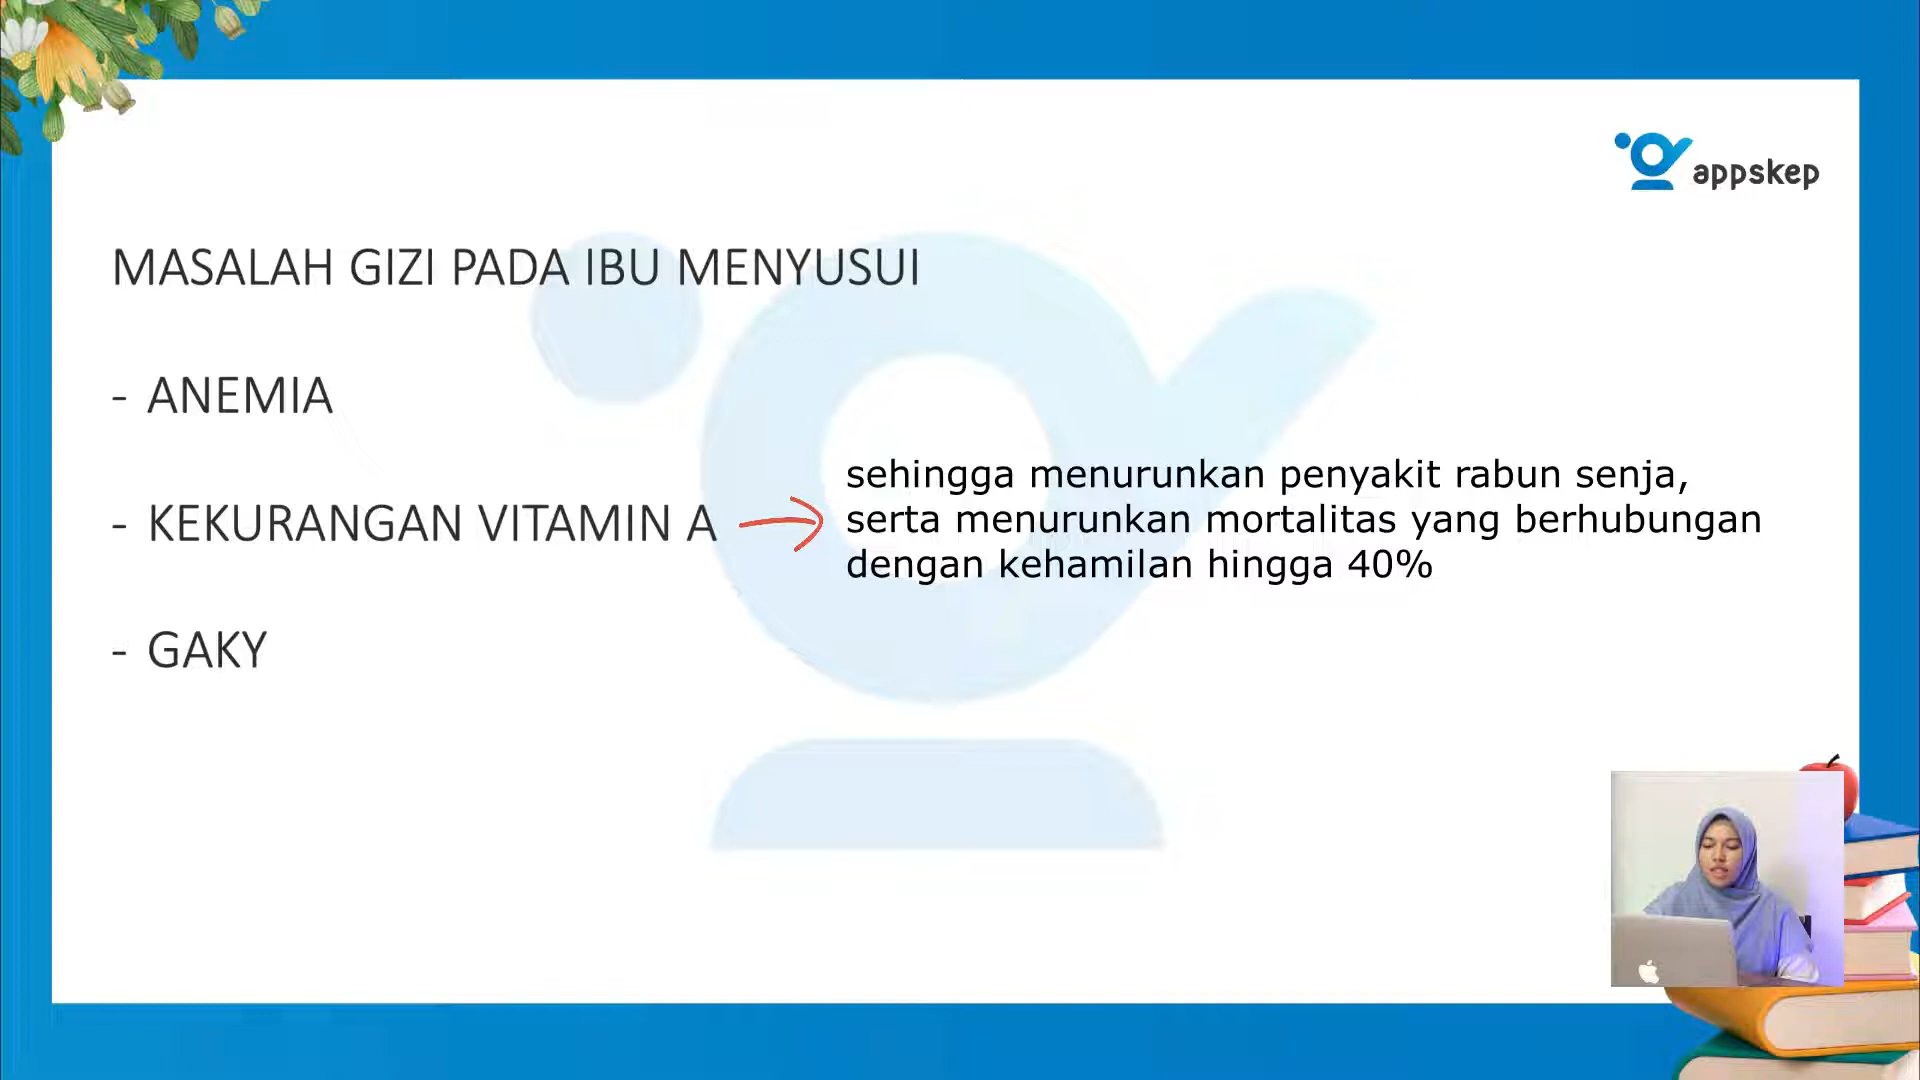 appskep
MASALAH GIZI PADA IBU MENYUSUI
- ANEMIA
- KEKURANGAN VITAMIN A
sehingga menurunkan penyakit rabun senja,
serta menurunkan mortalitas yang berhubungan
dengan kehamilan hingga 40%
- GAKY